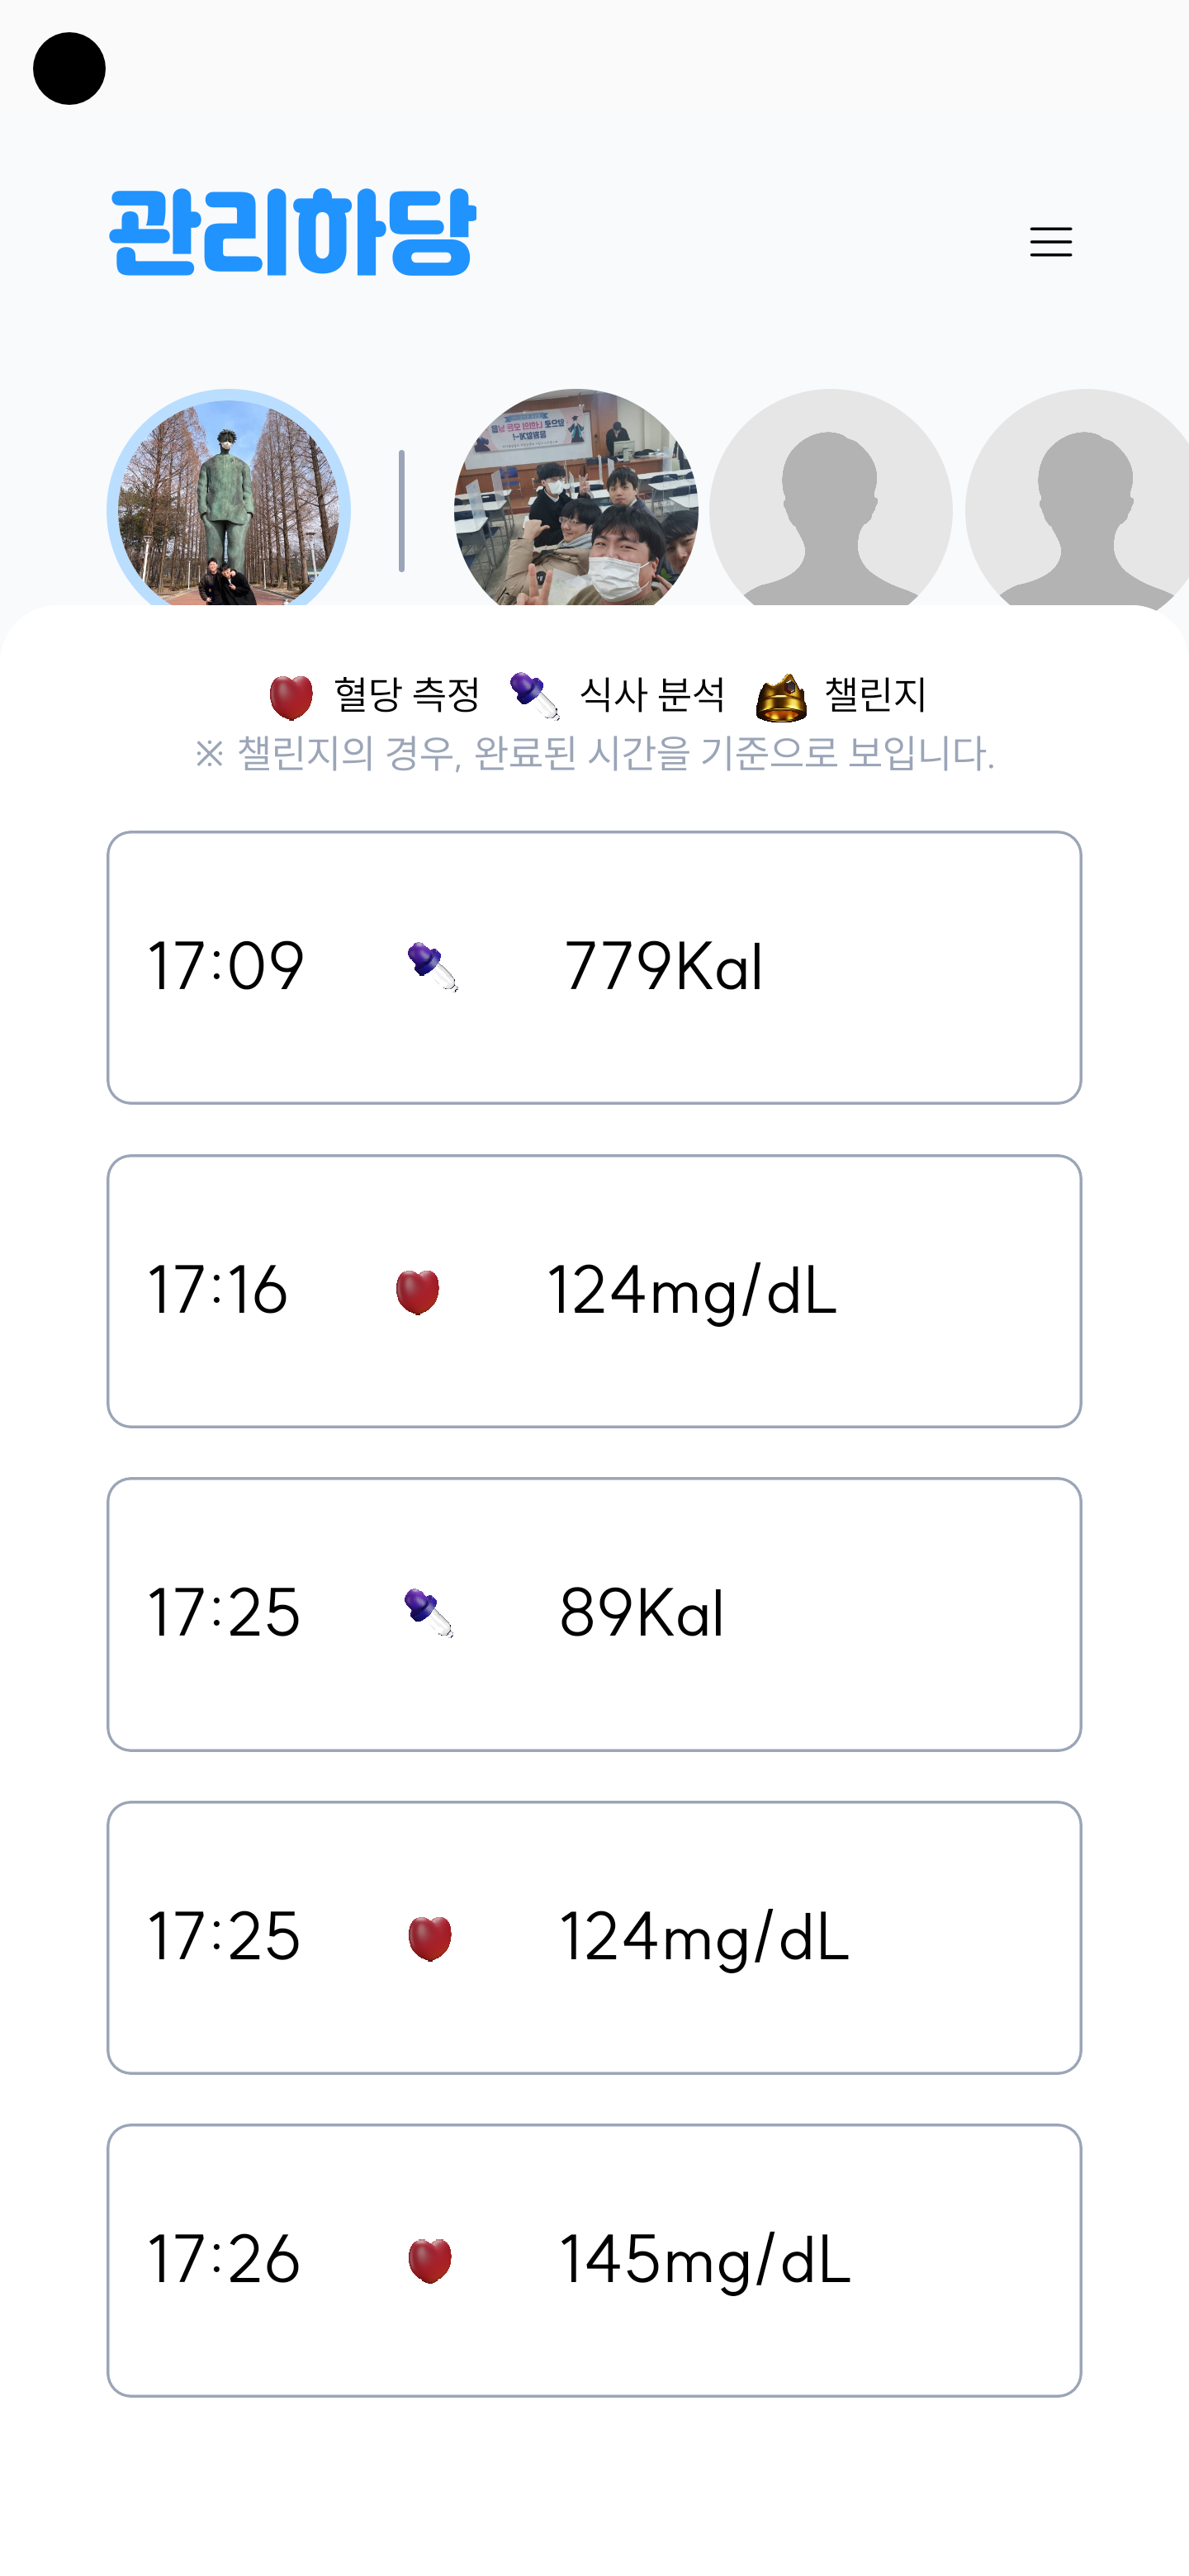 관리하당
혈당 측정 식사 분석 챌린지
※ 챌린지의 경우, 완료된 시간을 기준으로 보입니다.
17:09 779Kal
17:16 124mg/dL
17:25 89Kal
17:25 124mg/dL
17:26 145mg/dL